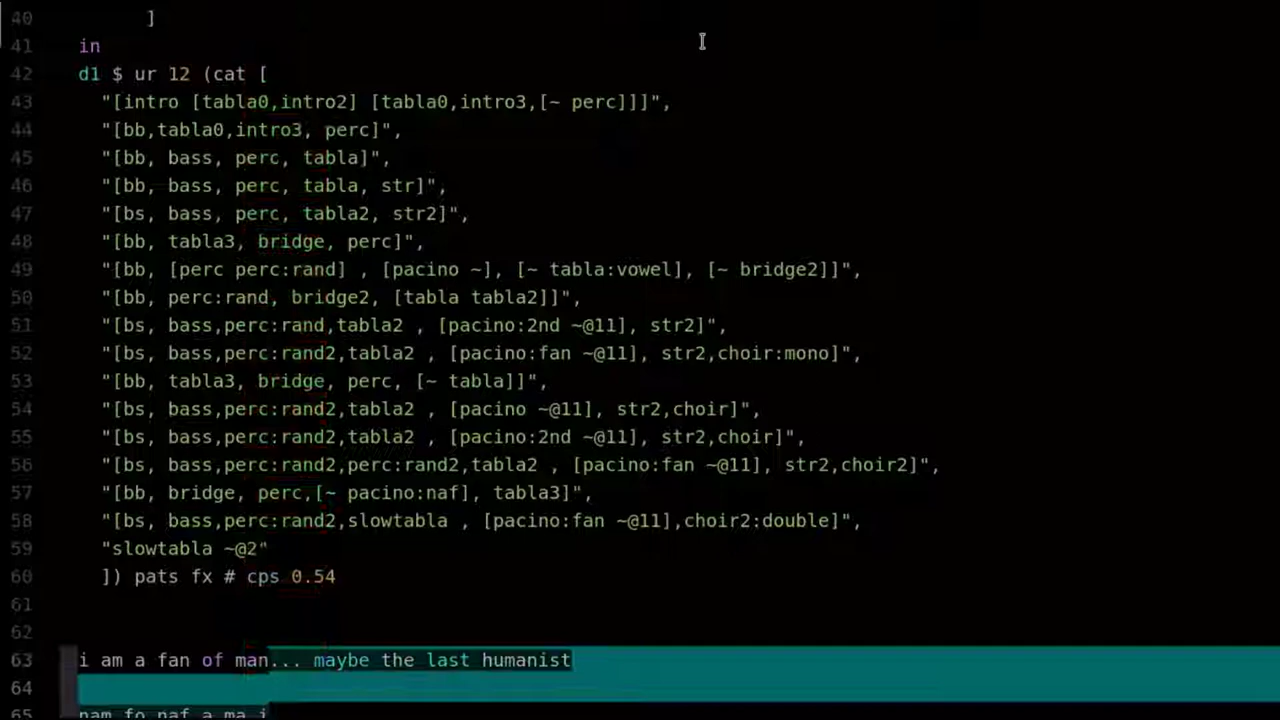 40 ]
41 in
42 d1 $ ur 12 (cat [
43 "[intro [tabla0,intro2] [tabla0,intro3,[~ perc]]]",
44 "[bb,tabla0,intro3, perc]",
45 "[bb, bass, perc, tabla]",
46 "[bb, bass, perc, tabla, str]",
47 "[bs, bass, perc, tabla2, str2]",
48 "[bb, tabla3, bridge, perc]",
49 "[bb, [perc perc:rand] , [pacino ~], [~ tabla:vowel], [~ bridge2]]",
50 "[bb, perc:rand, bridge2, [tabla tabla2]]",
51 "[bs, bass,perc:rand,tabla2 , [pacino:2nd ~@11], str2]",
52 "[bs, bass,perc:rand2,tabla2 , [pacino:fan ~@11], str2,choir:mono]",
53 "[bb, tabla3, bridge, perc, [~ tabla]]",
54 "[bs, bass,perc:rand2,tabla2 , [pacino ~@11], str2,choir]",
55 "[bs, bass,perc:rand2,tabla2 , [pacino:2nd ~@11], str2,choir]",
56 "[bs, bass,perc:rand2,perc:rand2,tabla2 , [pacino:fan ~@11], str2,choir2]",
57 "[bb, bridge, perc,[~ pacino:naf], tabla3]",
58 "[bs, bass,perc:rand2,slowtabla , [pacino:fan ~@11],choir2:double]",
59 "slowtabla ~@2"
60 ]) pats fx # cps 0.54
61
62
63 i am a fan of man... maybe the last humanist
64
65 nam fo naf a ma i